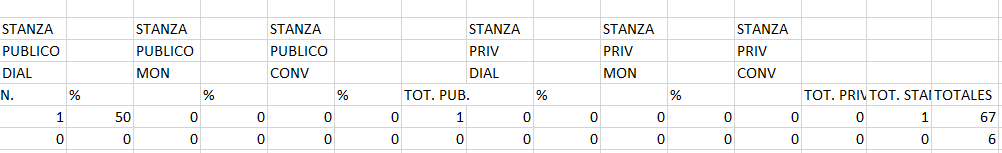 STANZA STANZA STANZA STANZA STANZA STANZA
PUBLICO PUBLICO PUBLICO PRIV PRIV PRIV
DIAL MON CONV DIAL MON CONV
N. % % % TOT. PUB. % % TOT. PRIV TOT. STAN TOTALES
1 50 0 0 0 0 1 0 0 0 0 0 0 1 67
0 0 0 0 0 0 0 0 0 0 0 0 0 0 6